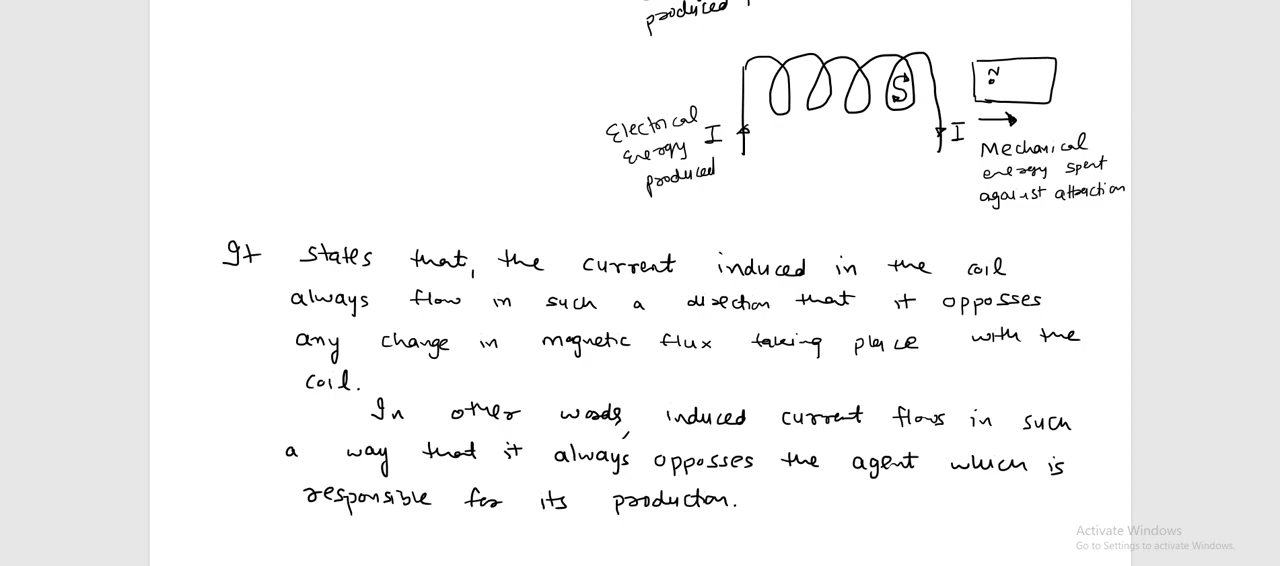 produced
S
N
Electrical
energy
produced
I
I
Mechanical
energy spent
against attraction
It states that, the current induced in the coil
always flow in such a direction that it opposses
any change in magnetic flux taking place with the
coil.
In other words, induced current flows in such
a way that it always opposses the agent which is
responsible for its production.
Activate Windows
Go to Settings to activate Windows.